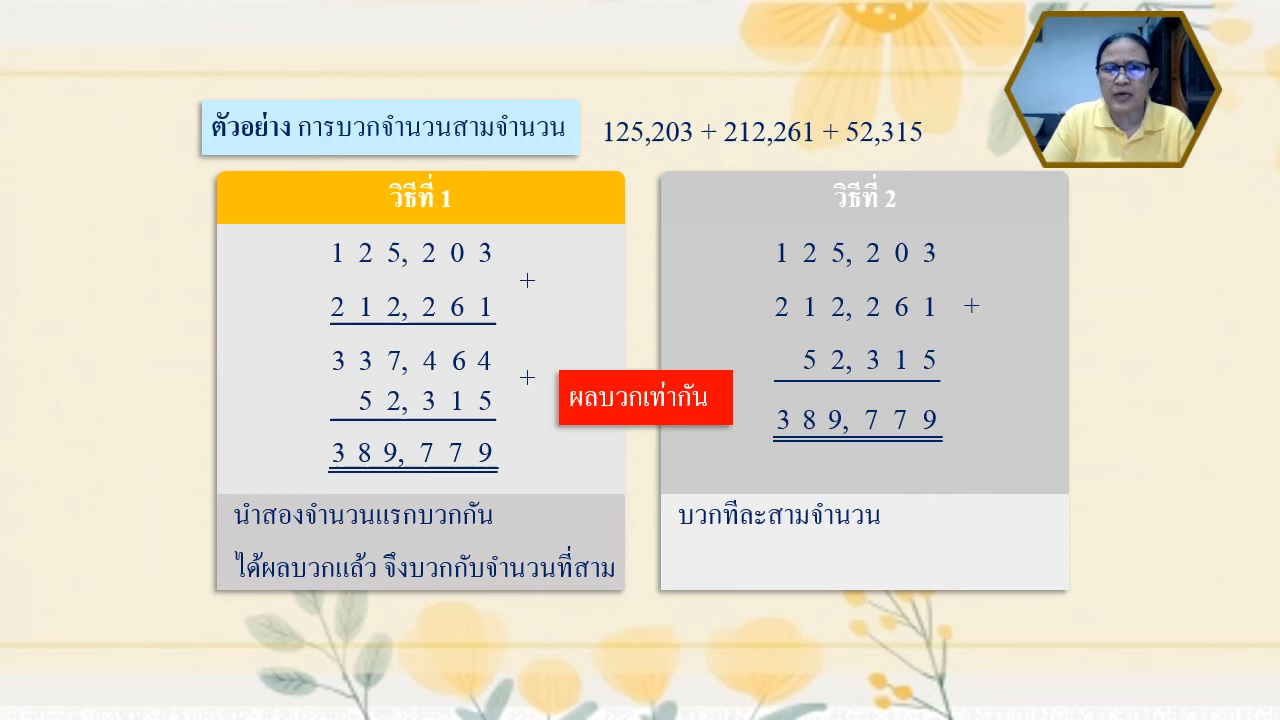 ตัวอย่าง การบวกจำนวนสามจำนวน 125,203 + 212,261 + 52,315
วิธีที่ 1
1 2 5, 2 0 3
+
2 1 2, 2 6 1
3 3 7, 4 6 4
+
5 2, 3 1 5
3 8 9, 7 7 9
นำสองจำนวนแรกบวกกัน
ได้ผลบวกแล้ว จึงบวกกับจำนวนที่สาม
ผลบวกเท่ากัน
วิธีที่ 2
1 2 5, 2 0 3
2 1 2, 2 6 1 +
5 2, 3 1 5
3 8 9, 7 7 9
บวกทีละสามจำนวน